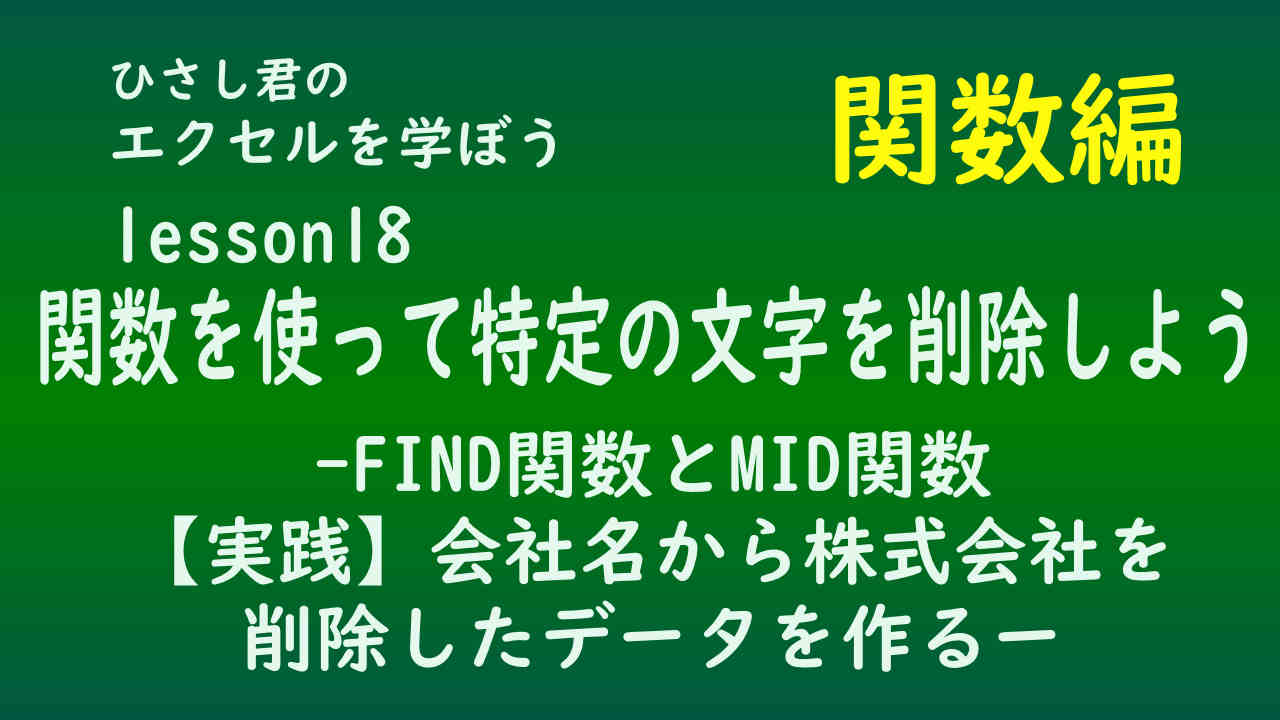 ひさし君の
エクセルを学ぼう
関数編
lesson18
関数を使って特定の文字を削除しよう
-FIND関数とMID関数
【実践】会社名から株式会社を
削除したデータを作るー